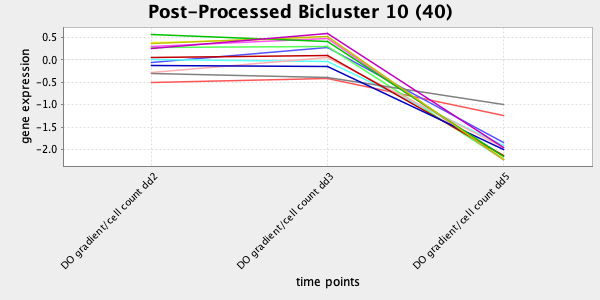 Post-Processed Bicluster 10 (40)
gene expression
0.5
0.0
-0.5
-1.0
-1.5
-2.0
DO gradient/cell count dd2
DO gradient/cell count dd3
DO gradient/cell count dd5
time points